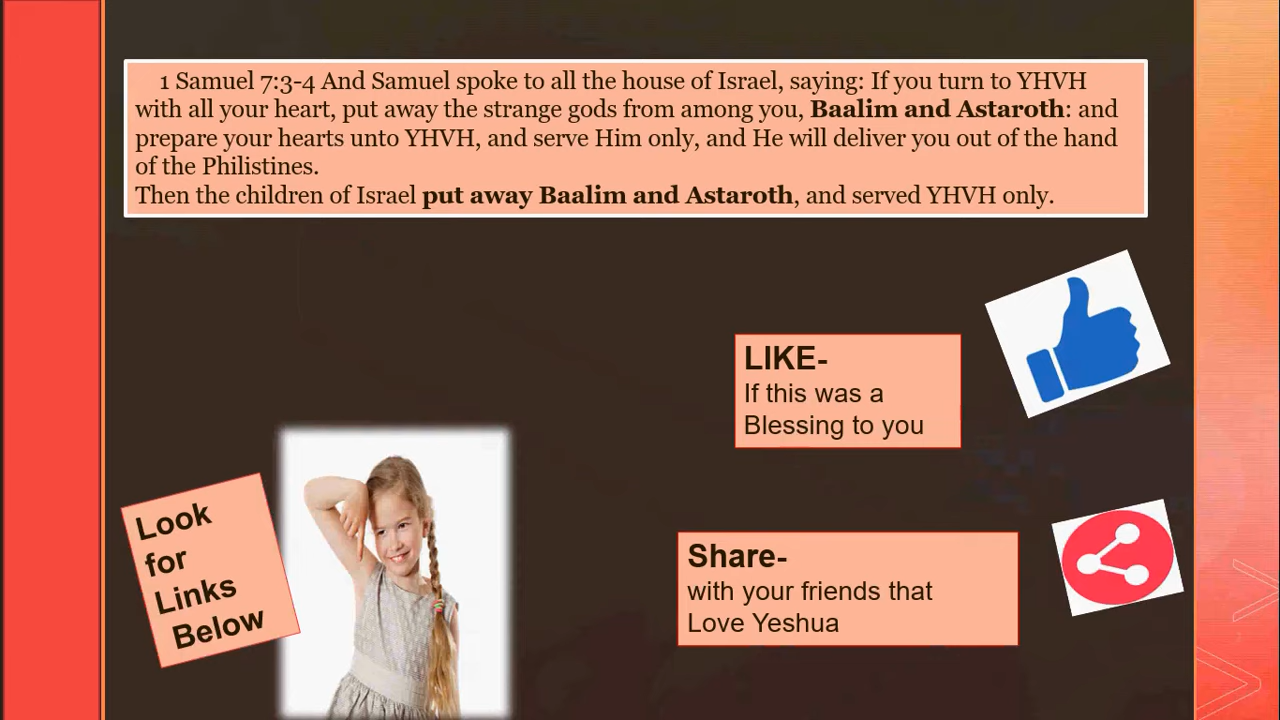 1 Samuel 7:3-4 And Samuel spoke to all the house of Israel, saying: If you turn to YHVH
with all your heart, put away the strange gods from among you, Baalim and Astaroth: and
prepare your hearts unto YHVH, and serve Him only, and He will deliver you out of the hand
of the Philistines.
Then the children of Israel put away Baalim and Astaroth, and served YHVH only.
LIKE-
If this was a
Blessing to you
Look
for
Links
Below
Share-
with your friends that
Love Yeshua